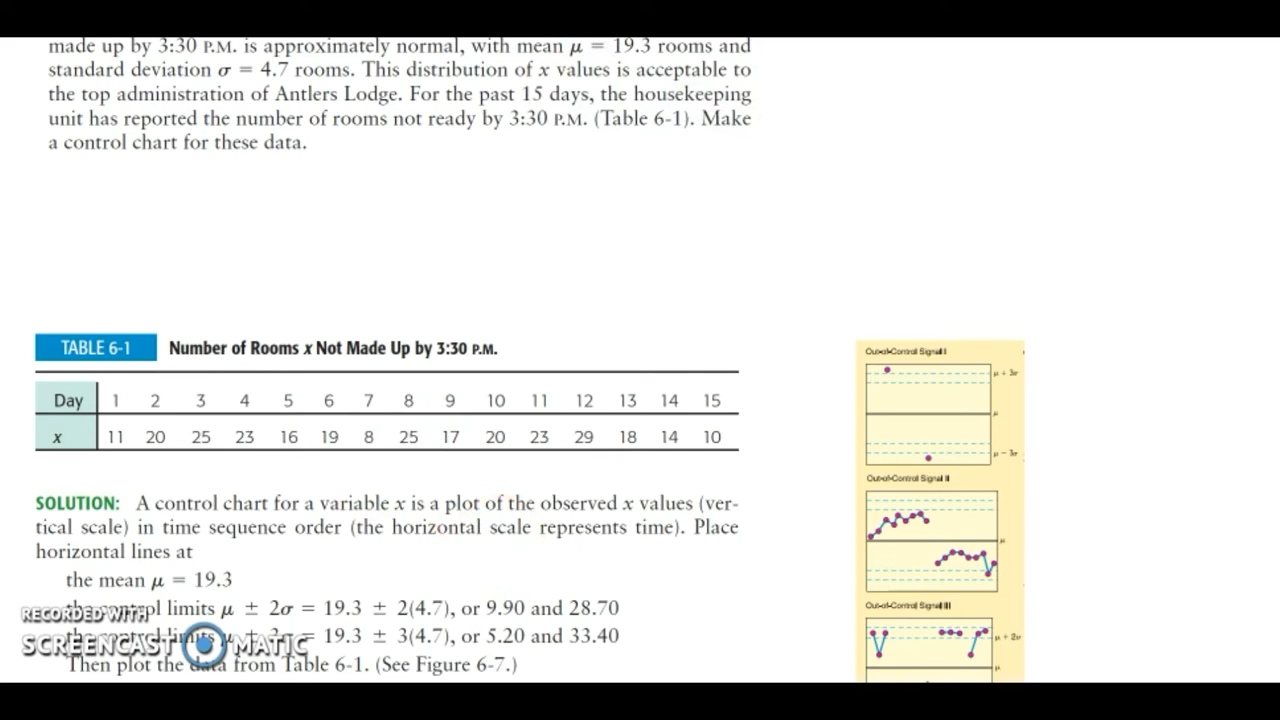 made up by 3:30 P.M. is approximately normal, with mean μ = 19.3 rooms and
standard deviation σ = 4.7 rooms. This distribution of x values is acceptable to
the top administration of Antlers Lodge. For the past 15 days, the housekeeping
unit has reported the number of rooms not ready by 3:30 P.M. (Table 6-1). Make
a control chart for these data.
TABLE 6-1 Number of Rooms x Not Made Up by 3:30 P.M.
Day 1 2 3 4 5 6 7 8 9 10 11 12 13 14 15
x 11 20 25 23 16 19 8 25 17 20 23 29 18 14 10
SOLUTION: A control chart for a variable x is a plot of the observed x values (ver-
tical scale) in time sequence order (the horizontal scale represents time). Place
horizontal lines at
the mean μ = 19.3
control limits μ ± 2σ = 19.3 ± 2(4.7), or 9.90 and 28.70
limits = 19.3 ± 3(4.7), or 5.20 and 33.40
Then plot the data from Table 6-1. (See Figure 6-7.)
RECORDED WITH
SCREENCAST MATIC
Out-of-Control Signal I
μ + 3σ
μ
μ − 3σ
Out-of-Control Signal II
μ
Out-of-Control Signal III
μ + 2σ
μ